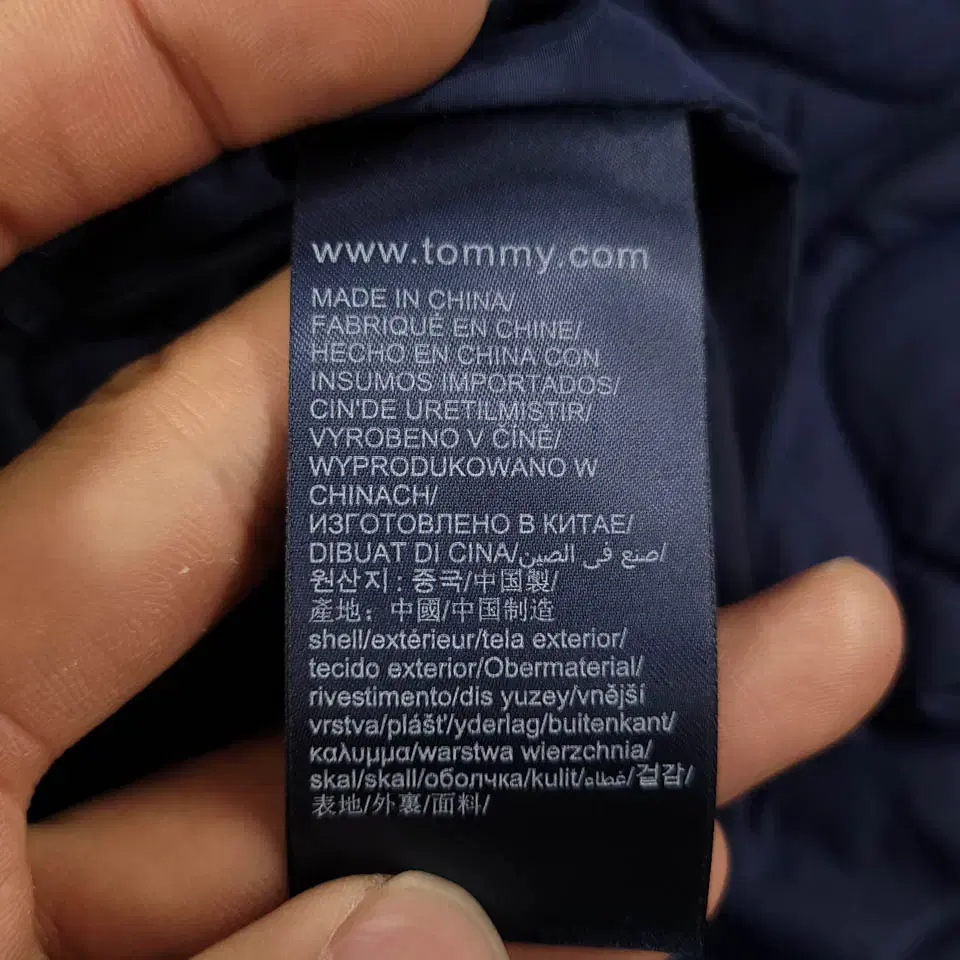 www.tommy.com
MADE IN CHINA/
FABRIQUÉ EN CHINE/
HECHO EN CHINA CON
INSUMOS IMPORTADOS/
CIN'DE URETILMISTIR/
VYROBENO V ČÍNĚ/
WYPRODUKOWANO W
CHINACH/
ИЗГОТОВЛЕНО В КИТАЕ/
DIBUAT DI CINA/صنع في الصين/
원산지 : 중국/中国製/
產地：中國/中国制造
shell/extérieur/tela exterior/
tecido exterior/Obermaterial/
rivestimento/dis yuzey/vnější
vrstva/plášt'/yderlag/buitenkant/
καλυμμα/warstwa wierzchnia/
skal/skall/оболчка/kulit/غطاء/겉감/
表地/外裏/面料/